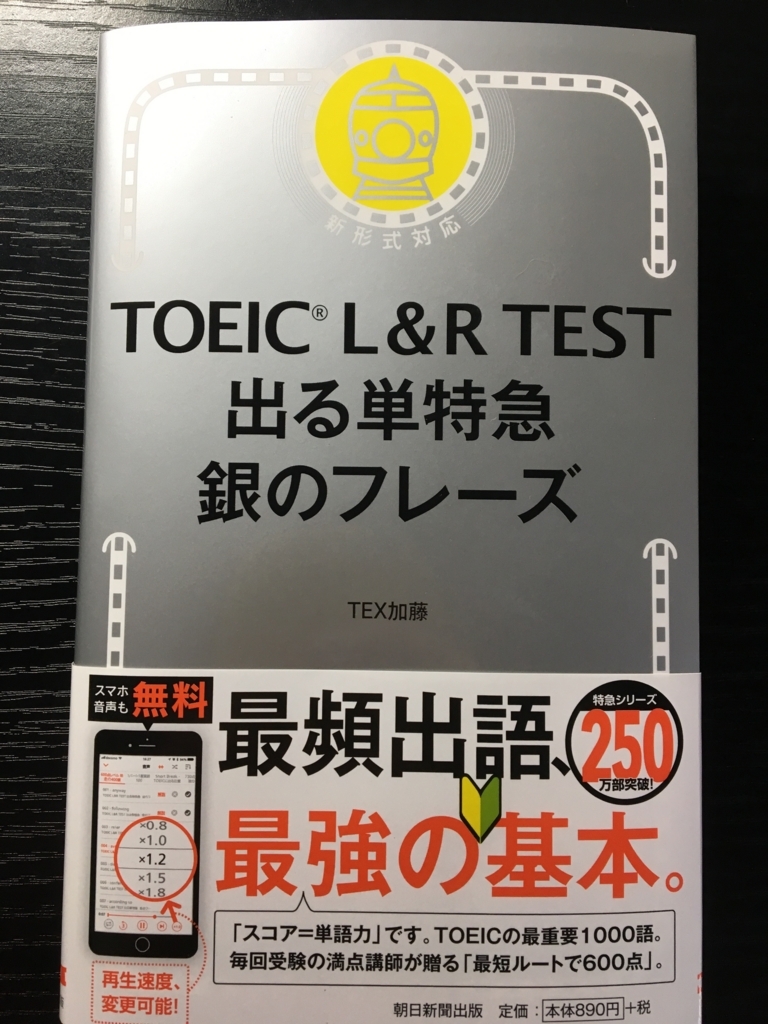 新形式対応
TOEIC® L&R TEST
出る単特急
銀のフレーズ
TEX加藤
スマホ
音声も
無料
最頻出語、
最強の基本。
特急シリーズ
250
万部突破!
×0.8
×1.0
×1.2
×1.5
×1.8
再生速度、
変更可能!
「スコア=単語力」です。TOEICの最重要1000語。
毎回受験の満点講師が贈る「最短ルートで600点」。
朝日新聞出版 定価:本体890円+税